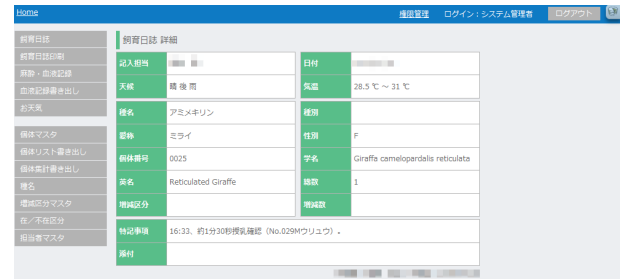 Home 権限管理 ログイン：システム管理者 ログアウト
飼育日誌
飼育日誌印刷
麻酔・血液記録
血液記録書き出し
お天気
個体マスタ
個体リスト書き出し
個体集計書き出し
種名
増減区分マスタ
在／不在区分
担当者マスタ
飼育日誌 詳細
記入担当 日付
天候 晴 後 雨 気温 28.5 ℃ ～ 31 ℃
種名 アミメキリン 種別
愛称 ミライ 性別 F
個体番号 0025 学名 Giraffa camelopardalis reticulata
英名 Reticulated Giraffe 総数 1
増減区分 増減数
特記事項 16:33、約1分30秒授乳確認（No.029Mウリュウ）。
添付